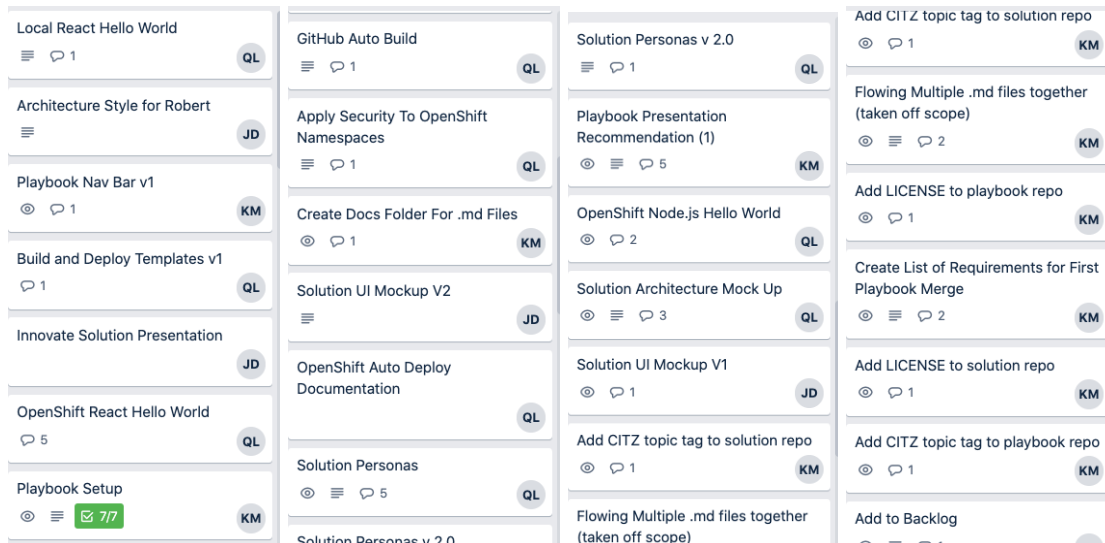 Local React Hello World
1
QL
Architecture Style for Robert
JD
Playbook Nav Bar v1
1
KM
Build and Deploy Templates v1
1
QL
Innovate Solution Presentation
JD
OpenShift React Hello World
5
QL
Playbook Setup
7/7
KM
GitHub Auto Build
1
QL
Apply Security To OpenShift
Namespaces
1
QL
Create Docs Folder For .md Files
1
KM
Solution UI Mockup V2
JD
OpenShift Auto Deploy
Documentation
QL
Solution Personas
5
QL
Solution Personas v 2.0
Solution Personas v 2.0
1
QL
Playbook Presentation
Recommendation (1)
5
KM
OpenShift Node.js Hello World
2
QL
Solution Architecture Mock Up
3
QL
Solution UI Mockup V1
1
JD
Add CITZ topic tag to solution repo
1
KM
Flowing Multiple .md files together
(taken off scope)
Add CITZ topic tag to solution repo
1
KM
Flowing Multiple .md files together
(taken off scope)
2
KM
Add LICENSE to playbook repo
1
KM
Create List of Requirements for First
Playbook Merge
2
KM
Add LICENSE to solution repo
1
KM
Add CITZ topic tag to playbook repo
1
KM
Add to Backlog